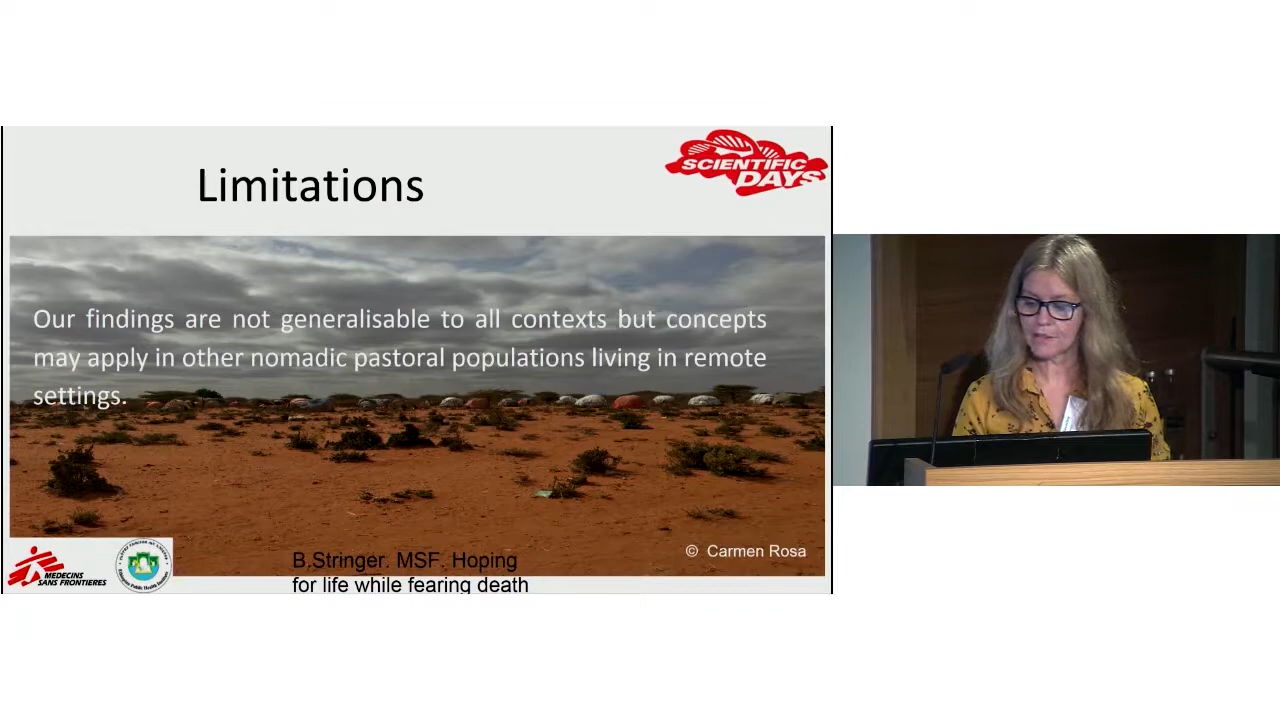 Limitations
SCIENTIFIC
DAYS
Our findings are not generalisable to all contexts but concepts
may apply in other nomadic pastoral populations living in remote
settings.
© Carmen Rosa
MEDECINS
SANS FRONTIERES
B.Stringer. MSF. Hoping
for life while fearing death